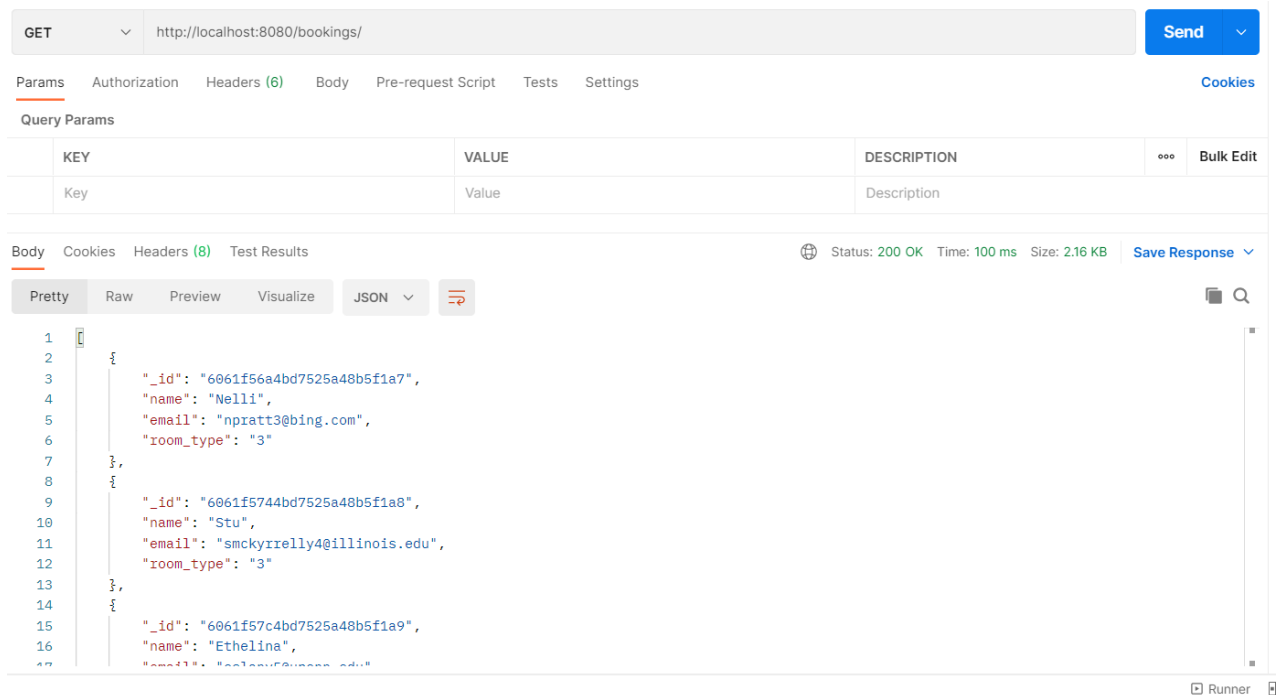 GET http://localhost:8080/bookings/ Send
Params Authorization Headers (6) Body Pre-request Script Tests Settings Cookies
Query Params
KEY VALUE DESCRIPTION ooo Bulk Edit
Key Value Description
Body Cookies Headers (8) Test Results Status: 200 OK Time: 100 ms Size: 2.16 KB Save Response
Pretty Raw Preview Visualize JSON
1 [
2 {
3 "_id": "6061f56a4bd7525a48b5f1a7",
4 "name": "Nelli",
5 "email": "npratt3@bing.com",
6 "room_type": "3"
7 },
8 {
9 "_id": "6061f5744bd7525a48b5f1a8",
10 "name": "Stu",
11 "email": "smckyrrelly4@illinois.edu",
12 "room_type": "3"
13 },
14 {
15 "_id": "6061f57c4bd7525a48b5f1a9",
16 "name": "Ethelina",
17 "email":
Runner